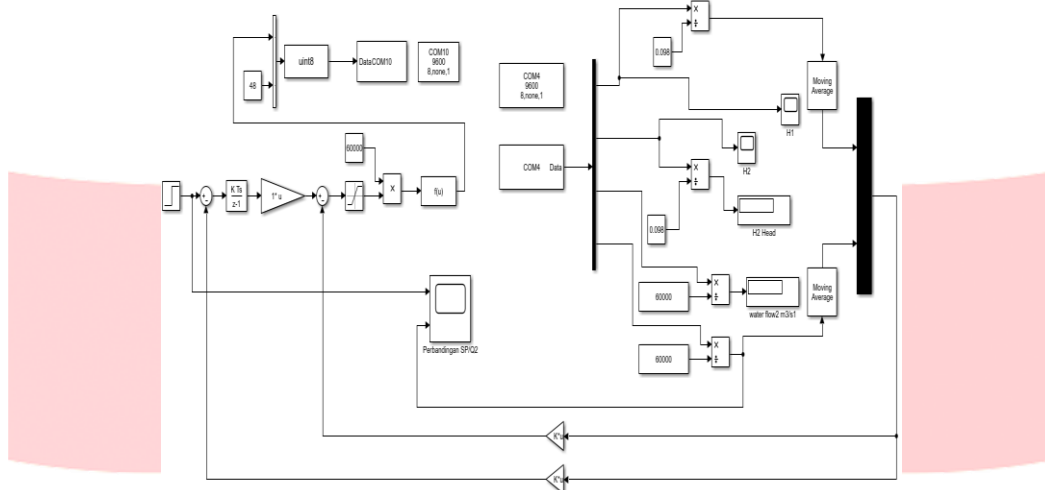 uint8
Data COM10
COM10
9600
8,none,1
48
60000
X
f(u)
K Ts
z-1
1* u
+
-
+
-
Perbandingan SP/Q2
COM4
9600
8,none,1
COM4 Data
0.098
X
÷
Moving
Average
H1
H2
X
÷
0.098
H2 Head
60000
X
÷
water flow2 m3/s1
60000
X
÷
Moving
Average
K*u
K*u